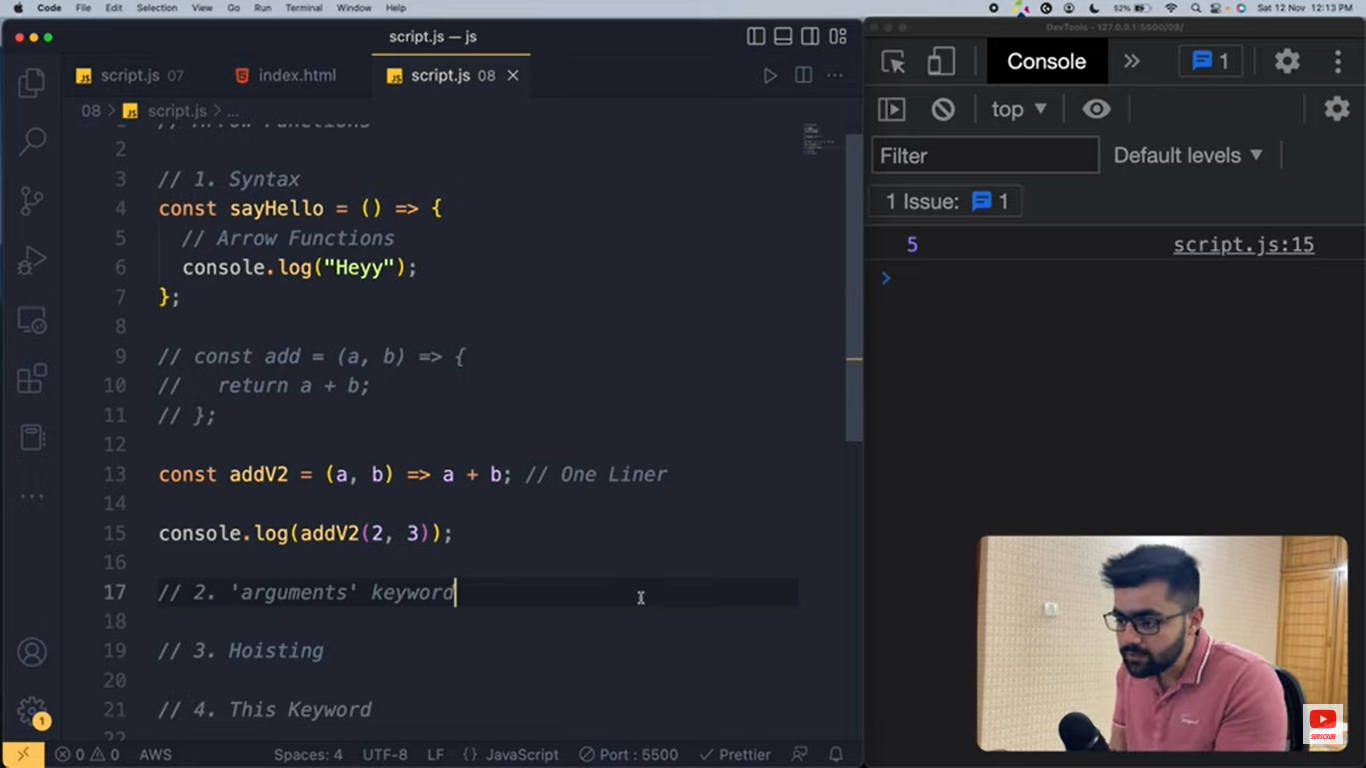 Code File Edit Selection View Go Run Terminal Window Help 52% Sat 12 Nov 12:13 PM
script.js — js
DevTools - 127.0.0.1:5500/08/
JS script.js 07 index.html JS script.js 08
Console 1
08 > JS script.js > ...
top
1 // Arrow Functions
2
3 // 1. Syntax
4 const sayHello = () => {
5 // Arrow Functions
6 console.log("Heyy");
7 };
8
9 // const add = (a, b) => {
10 // return a + b;
11 // };
12
13 const addV2 = (a, b) => a + b; // One Liner
14
15 console.log(addV2(2, 3));
16
17 // 2. 'arguments' keyword
18
19 // 3. Hoisting
20
21 // 4. This Keyword
22
Filter Default levels
1 Issue: 1
5 script.js:15
SUBSCRIBE
1
0 0 AWS Spaces: 4 UTF-8 LF {} JavaScript Port : 5500 Prettier